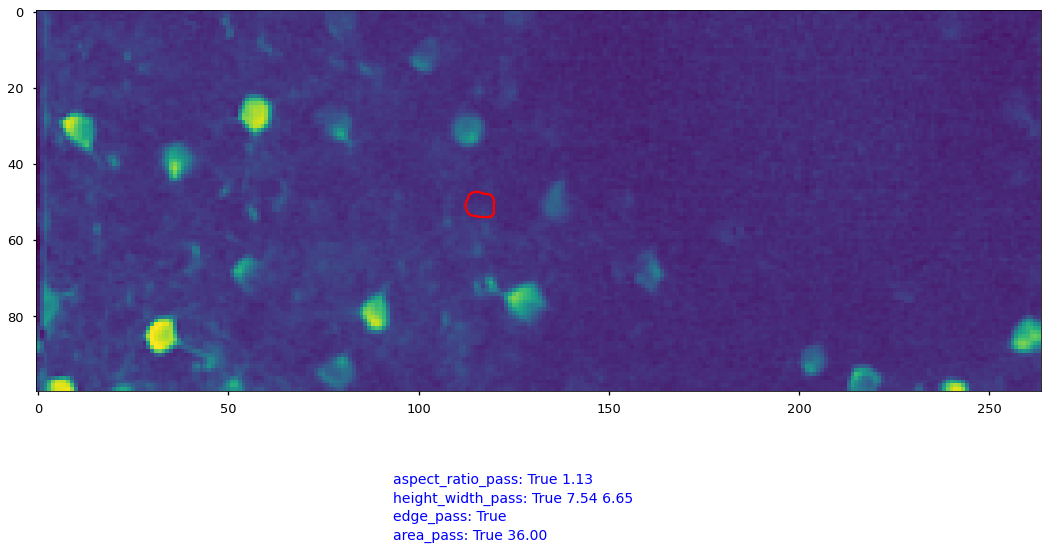 0
20
40
60
80
0 50 100 150 200 250
aspect_ratio_pass: True 1.13
height_width_pass: True 7.54 6.65
edge_pass: True
area_pass: True 36.00